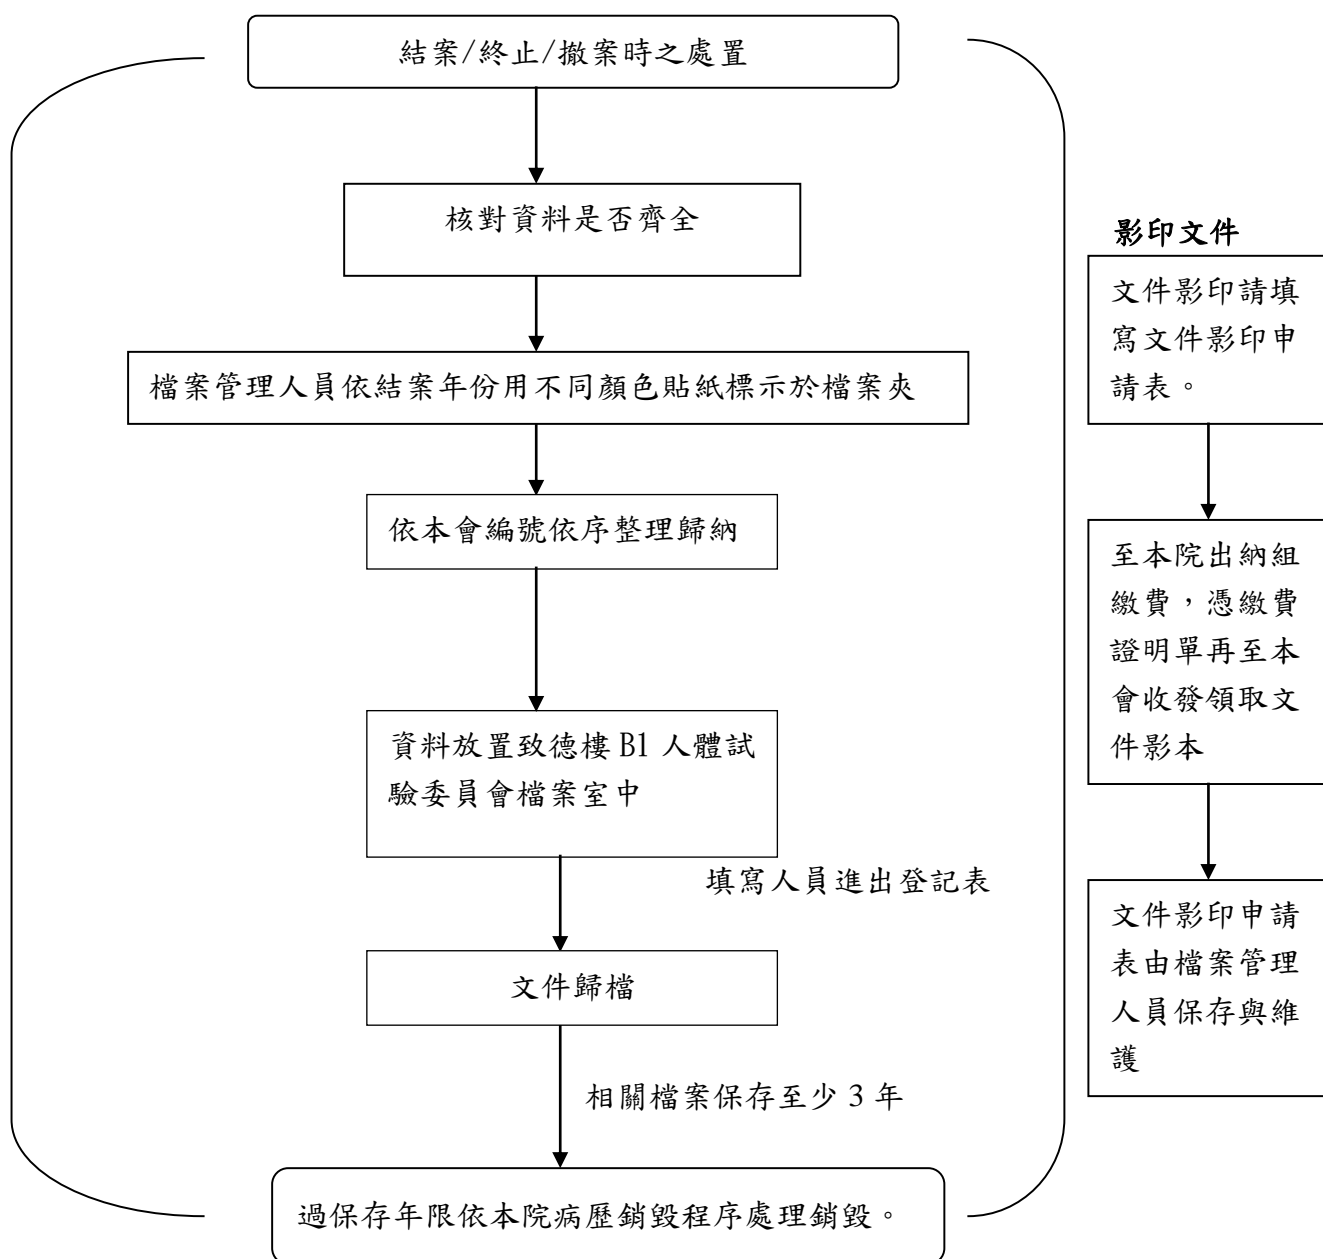 結案/終止/撤案時之處置
核對資料是否齊全
檔案管理人員依結案年份用不同顏色貼紙標示於檔案夾
依本會編號依序整理歸納
資料放置致德樓 B1 人體試
驗委員會檔案室中
填寫人員進出登記表
文件歸檔
相關檔案保存至少 3 年
過保存年限依本院病歷銷毀程序處理銷毀。
影印文件
文件影印請填
寫文件影印申
請表。
至本院出納組
繳費，憑繳費
證明單再至本
會收發領取文
件影本
文件影印申請
表由檔案管理
人員保存與維
護